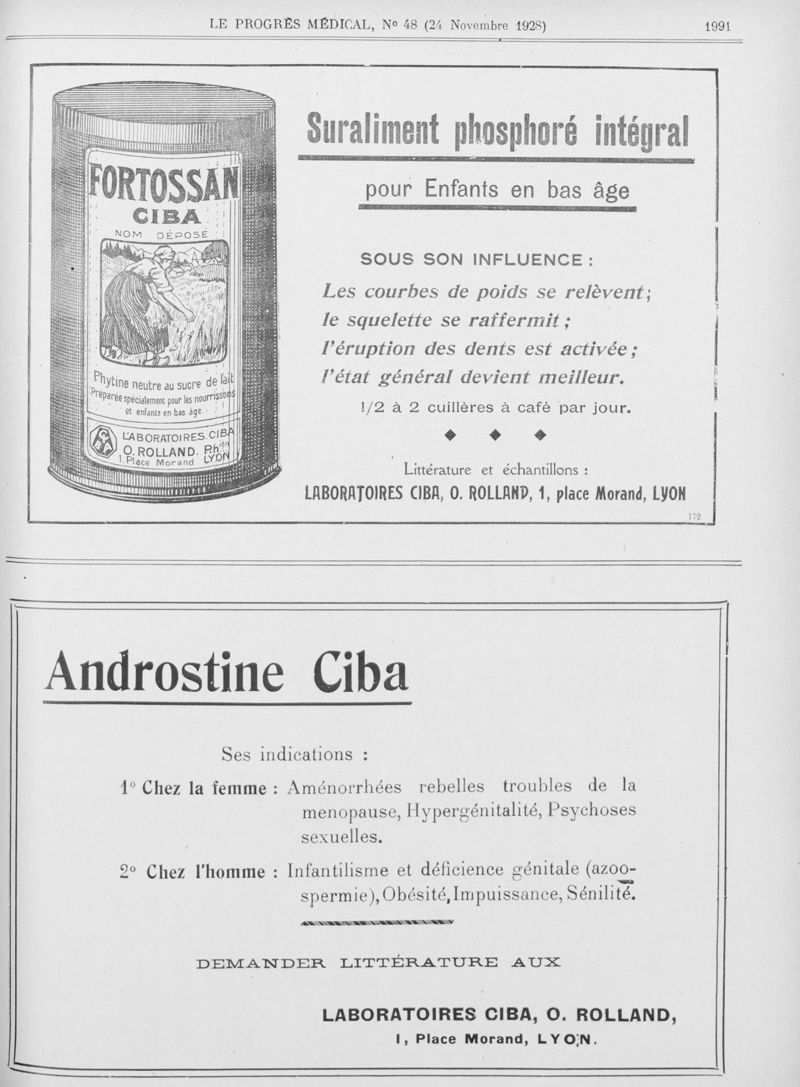 LE PROGRÈS MÉDICAL, No 48 (24 Novembre 1928)
1991
FORTOSSAN
CIBA
NOM DÉPOSÉ
Phytine neutre au sucre de lait
Préparée spécialement pour les nourrissons
et enfants en bas âge.
CIBA
LABORATOIRES CIBA
O. ROLLAND. Phien
1 Place Morand LYON
Suraliment phosphoré intégral
pour Enfants en bas âge
SOUS SON INFLUENCE :
Les courbes de poids se relèvent ;
le squelette se raffermit ;
l'éruption des dents est activée ;
l'état général devient meilleur.
1/2 à 2 cuillères à café par jour.
◆ ◆ ◆
Littérature et échantillons :
LABORATOIRES CIBA, O. ROLLAND, 1, place Morand, LYON
172
Androstine Ciba
Ses indications :
1o Chez la femme : Aménorrhées rebelles troubles de la
menopause, Hypergénitalité, Psychoses
sexuelles.
2o Chez l'homme : Infantilisme et déficience génitale (azoo-
spermie), Obésité, Impuissance, Sénilité.
DEMANDER LITTÉRATURE AUX
LABORATOIRES CIBA, O. ROLLAND,
1, Place Morand, LYON.